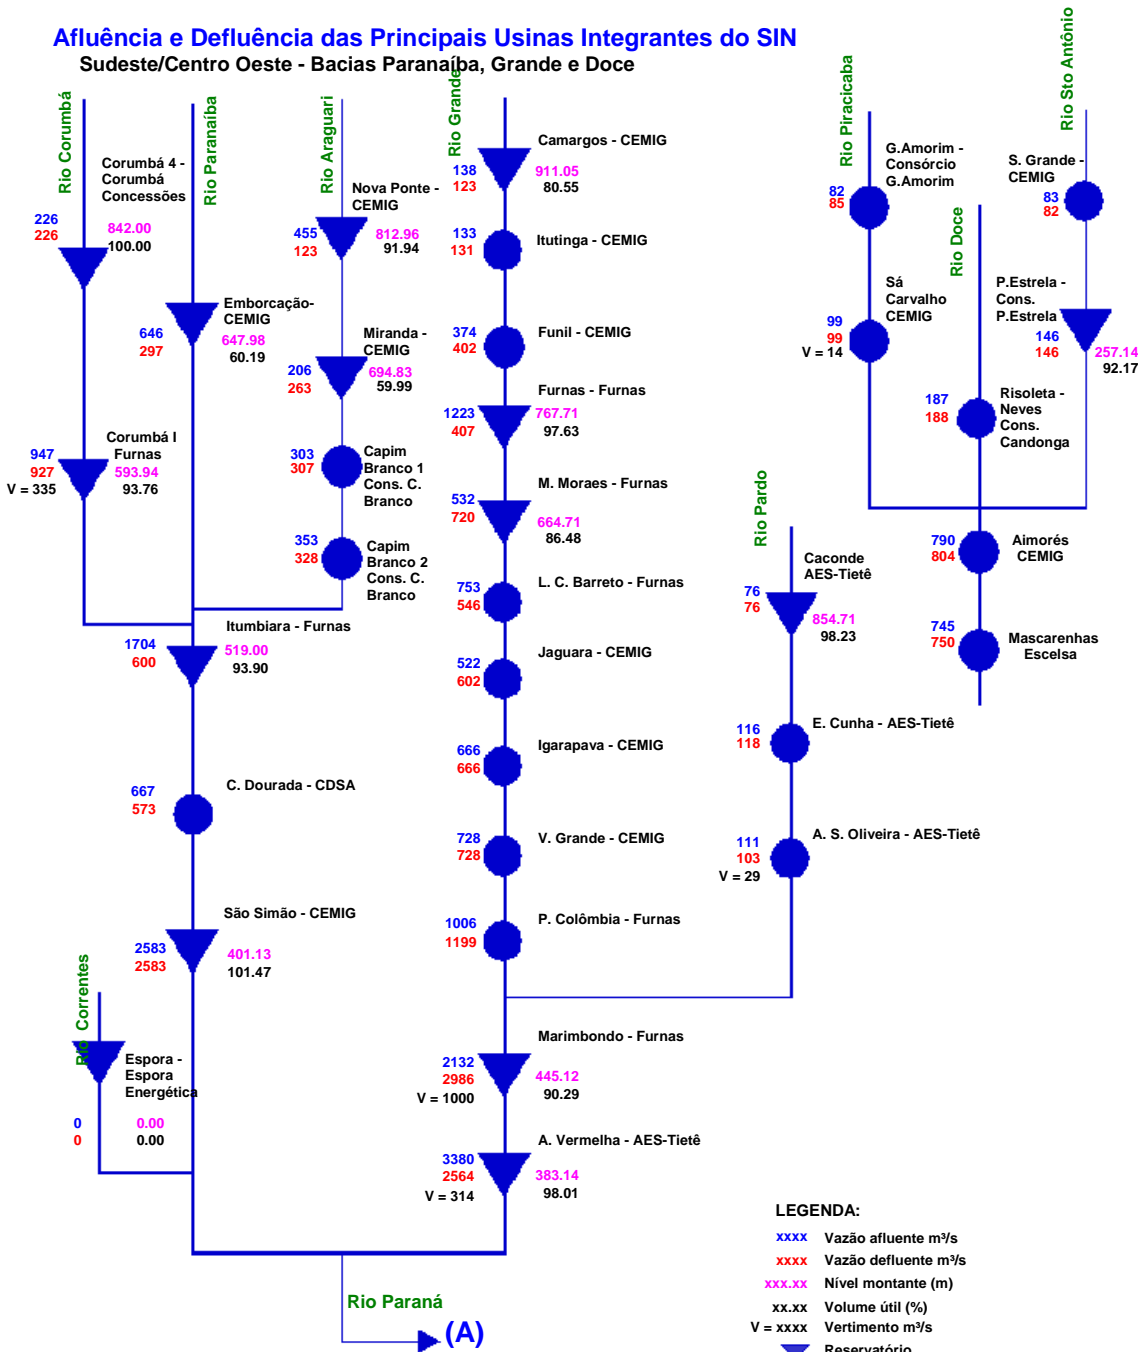 Afluência e Defluência das Principais Usinas Integrantes do SIN
Sudeste/Centro Oeste - Bacias Paranaíba, Grande e Doce
Rio Corumbá
Corumbá 4 -
Corumbá
Concessões
226
226
842.00
100.00
Corumbá I
Furnas
947
927
V = 335
593.94
93.76
Rio Paranaíba
Emborcação-
CEMIG
646
297
647.98
60.19
Rio Araguari
Nova Ponte -
CEMIG
455
123
812.96
91.94
Miranda -
CEMIG
206
263
694.83
59.99
303
307
Capim
Branco 1
Cons. C.
Branco
353
328
Capim
Branco 2
Cons. C.
Branco
Itumbiara - Furnas
1704
600
519.00
93.90
C. Dourada - CDSA
667
573
São Simão - CEMIG
2583
2583
401.13
101.47
Rio Correntes
Espora -
Espora
Energética
0
0
0.00
0.00
Rio Grande
Camargos - CEMIG
138
123
911.05
80.55
Itutinga - CEMIG
133
131
Funil - CEMIG
374
402
Furnas - Furnas
1223
407
767.71
97.63
M. Moraes - Furnas
532
720
664.71
86.48
L. C. Barreto - Furnas
753
546
Jaguara - CEMIG
522
602
Igarapava - CEMIG
666
666
V. Grande - CEMIG
728
728
P. Colômbia - Furnas
1006
1199
Rio Pardo
Caconde
AES-Tietê
76
76
854.71
98.23
E. Cunha - AES-Tietê
116
118
A. S. Oliveira - AES-Tietê
111
103
V = 29
Marimbondo - Furnas
2132
2986
V = 1000
445.12
90.29
A. Vermelha - AES-Tietê
3380
2564
V = 314
383.14
98.01
Rio Paraná
(A)
Rio Piracicaba
G.Amorim -
Consórcio
G.Amorim
82
85
Sá
Carvalho
CEMIG
99
99
V = 14
Rio Doce
Risoleta -
Neves
Cons.
Candonga
187
188
Rio Sto Antônio
S. Grande -
CEMIG
83
82
P.Estrela -
Cons.
P.Estrela
146
146
257.14
92.17
Aimorés
CEMIG
790
804
Mascarenhas
Escelsa
745
750
LEGENDA:
xxxx Vazão afluente m³/s
xxxx Vazão defluente m³/s
xxx.xx Nível montante (m)
xx.xx Volume útil (%)
V = xxxx Vertimento m³/s
Reservatório